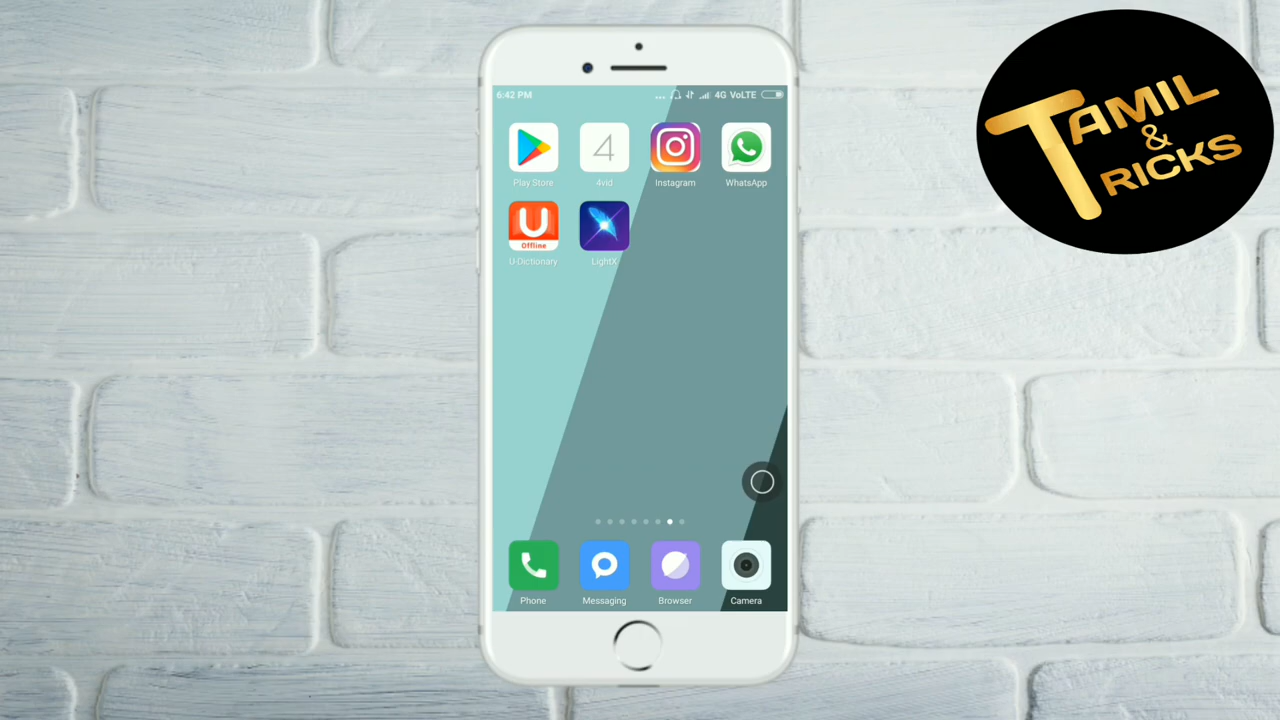 6:42 PM ... 4G VoLTE
Play Store 4 4vid Instagram WhatsApp
U Offline
U-Dictionary LightX
Phone Messaging Browser Camera
TAMIL
&
TRICKS